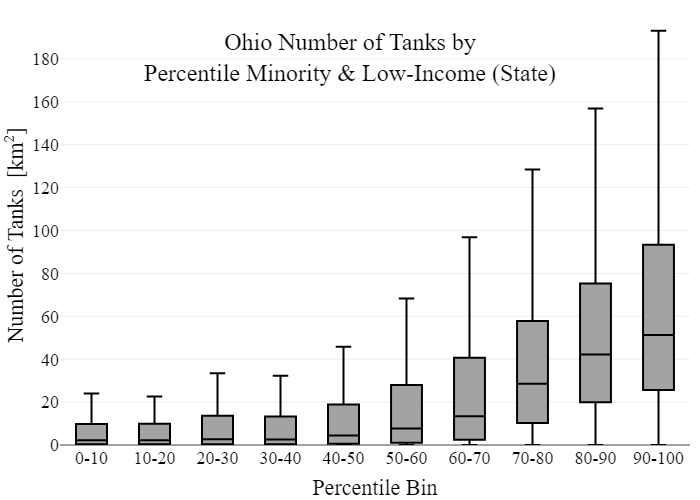 Ohio Number of Tanks by
Percentile Minority & Low-Income (State)
Number of Tanks [km²]
180
160
140
120
100
80
60
40
20
0
0-10 10-20 20-30 30-40 40-50 50-60 60-70 70-80 80-90 90-100
Percentile Bin